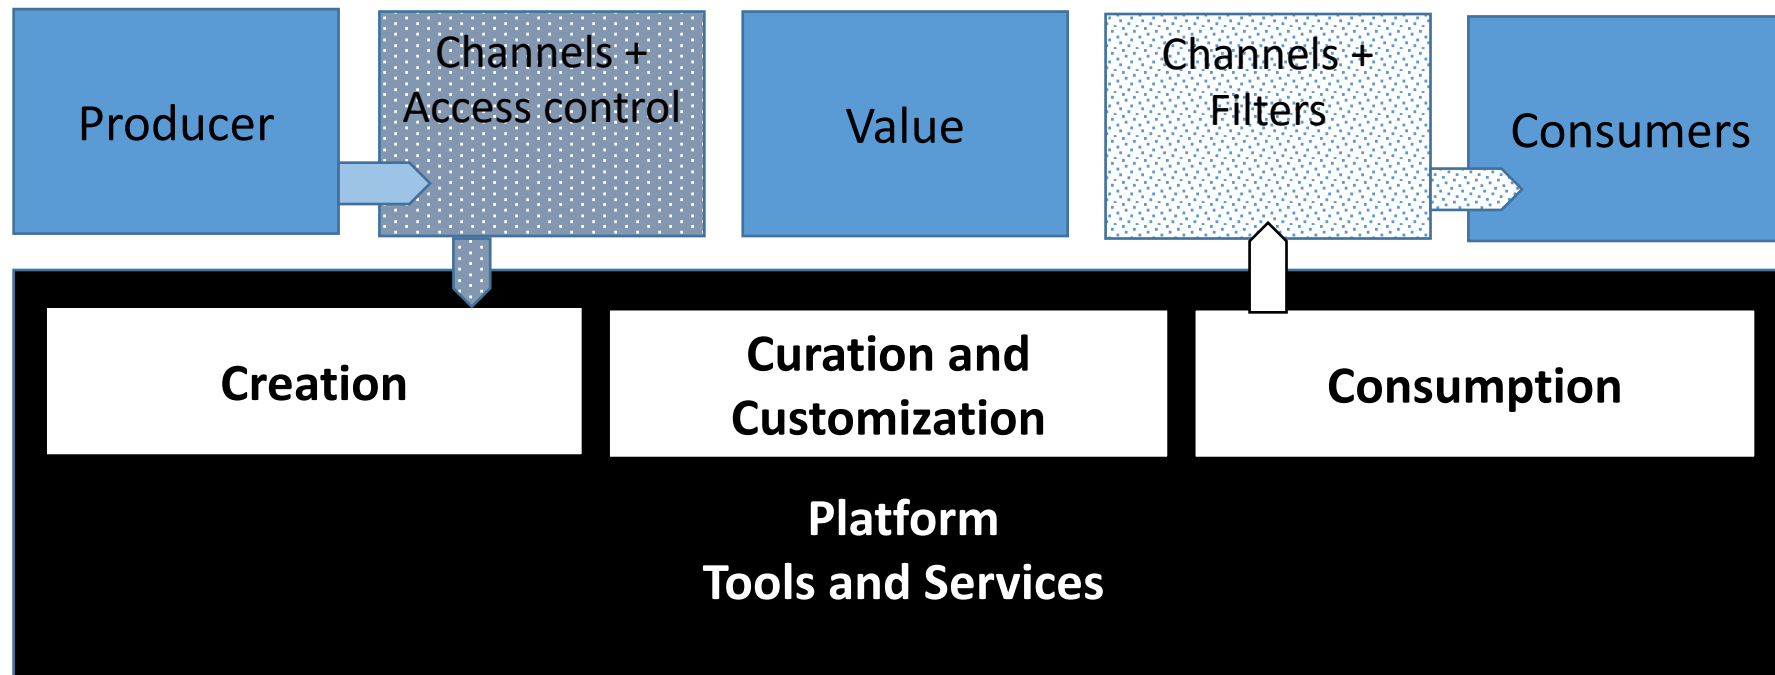 Producer
Channels +
Access control
Value
Channels +
Filters
Consumers
Creation
Curation and
Customization
Consumption
Platform
Tools and Services